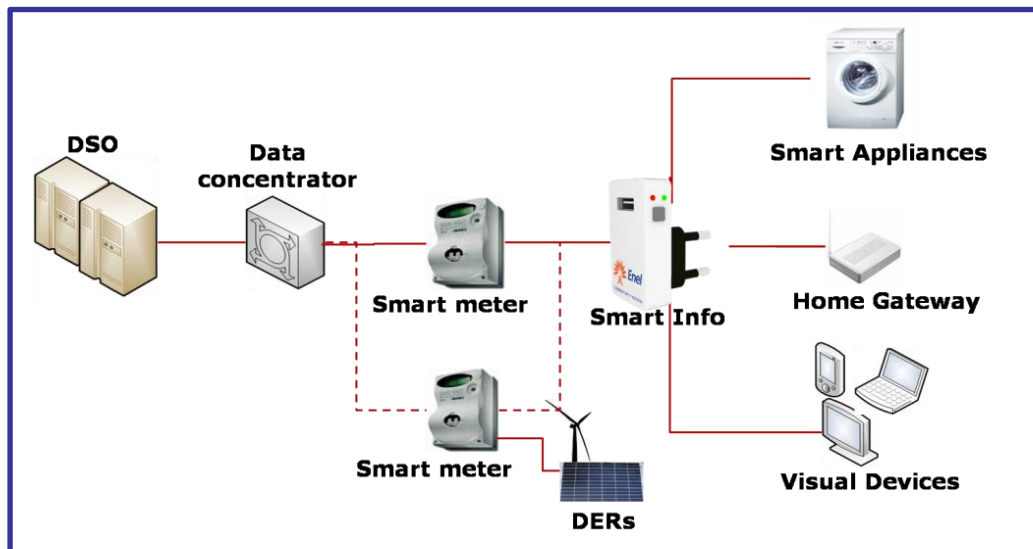 DSO
Data
concentrator
Smart meter
Smart meter
DERs
Enel
Smart Info
Smart Appliances
Home Gateway
Visual Devices